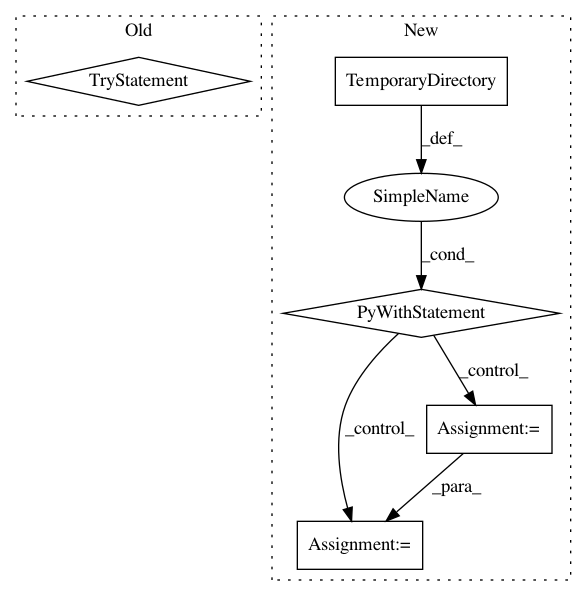 Old
TryStatement
New
TemporaryDirectory
_def_
SimpleName
_cond_
PyWithStatement
_control_
_control_
Assignment:=
_para_
Assignment:=